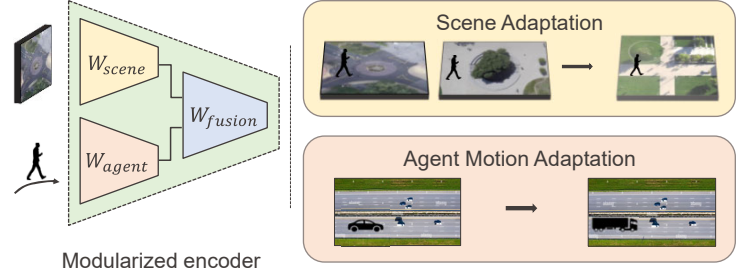 W_scene
W_agent
W_fusion
Modularized encoder
Scene Adaptation
Agent Motion Adaptation